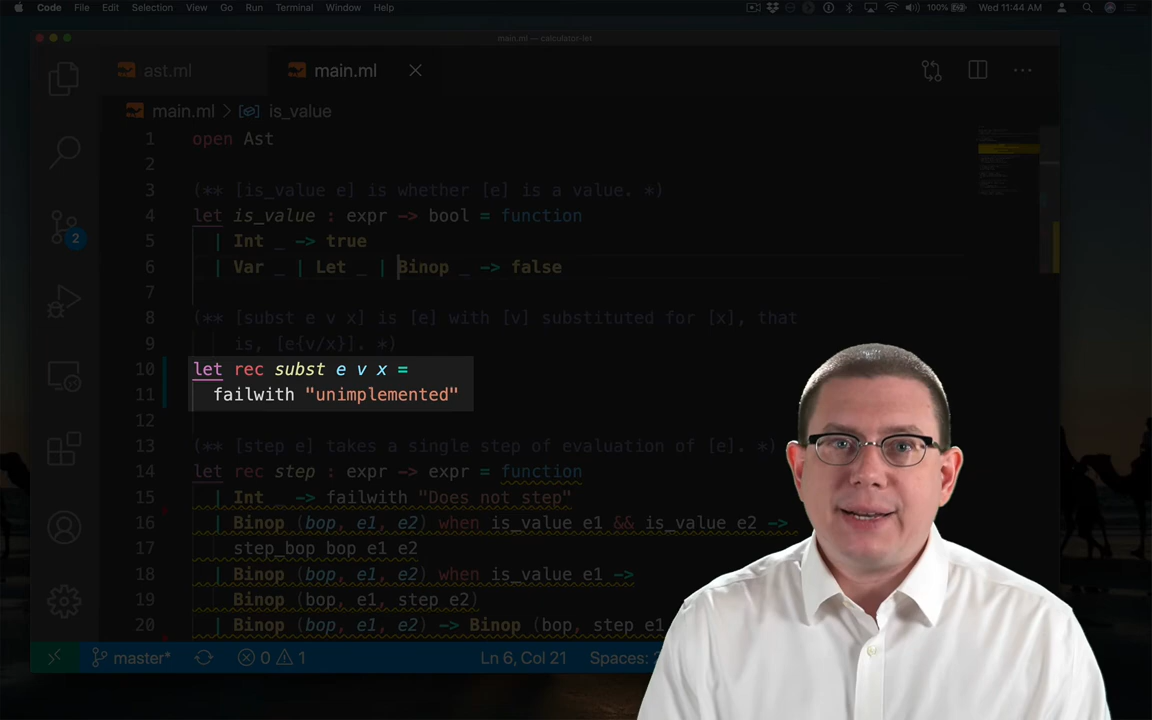 Code File Edit Selection View Go Run Terminal Window Help 100% Wed 11:44 AM
main.ml — calculator-let
ast.ml main.ml
main.ml > is_value
1 open Ast
2
3 (** [is_value e] is whether [e] is a value. *)
4 let is_value : expr -> bool = function
5 | Int _ -> true
6 | Var _ | Let _ | Binop _ -> false
7
8 (** [subst e v x] is [e] with [v] substituted for [x], that
9 is, [e{v/x}]. *)
10 let rec subst e v x =
11 failwith "unimplemented"
12
13 (** [step e] takes a single step of evaluation of [e]. *)
14 let rec step : expr -> expr = function
15 | Int _ -> failwith "Does not step"
16 | Binop (bop, e1, e2) when is_value e1 && is_value e2 ->
17 step_bop bop e1 e2
18 | Binop (bop, e1, e2) when is_value e1 ->
19 Binop (bop, e1, step e2)
20 | Binop (bop, e1, e2) -> Binop (bop, step e1
2
master* 0 1 Ln 6, Col 21 Spaces: